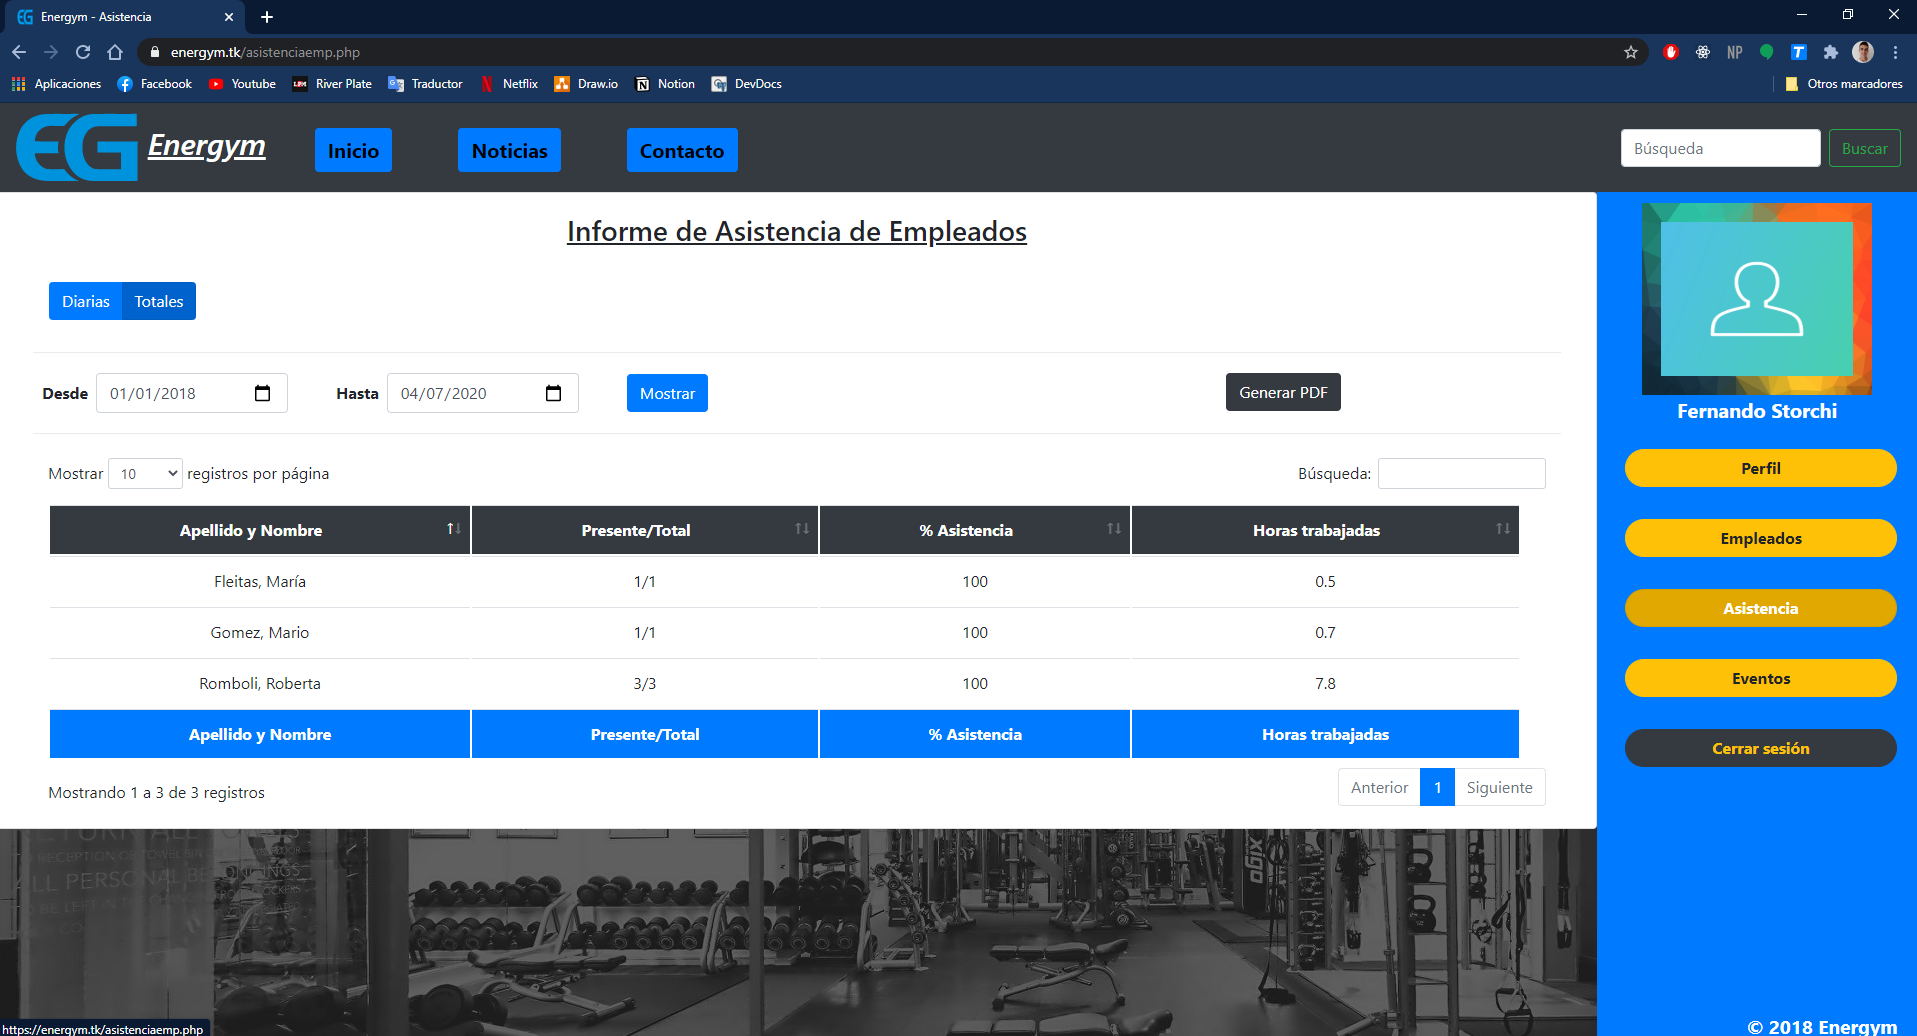 Energym - Asistencia
energym.tk/asistenciaemp.php
NP
Aplicaciones Facebook Youtube River Plate Traductor Netflix Draw.io Notion DevDocs Otros marcadores
EG Energym Inicio Noticias Contacto Búsqueda Buscar
Informe de Asistencia de Empleados
Diarias Totales
Desde 01/01/2018 Hasta 04/07/2020 Mostrar Generar PDF
Mostrar 10 registros por página Búsqueda:
Apellido y Nombre Presente/Total % Asistencia Horas trabajadas
Fleitas, María 1/1 100 0.5
Gomez, Mario 1/1 100 0.7
Romboli, Roberta 3/3 100 7.8
Apellido y Nombre Presente/Total % Asistencia Horas trabajadas
Mostrando 1 a 3 de 3 registros Anterior 1 Siguiente
Fernando Storchi
Perfil
Empleados
Asistencia
Eventos
Cerrar sesión
ALL PERSONAL BELONGINGS
https://energym.tk/asistenciaemp.php
© 2018 Energym